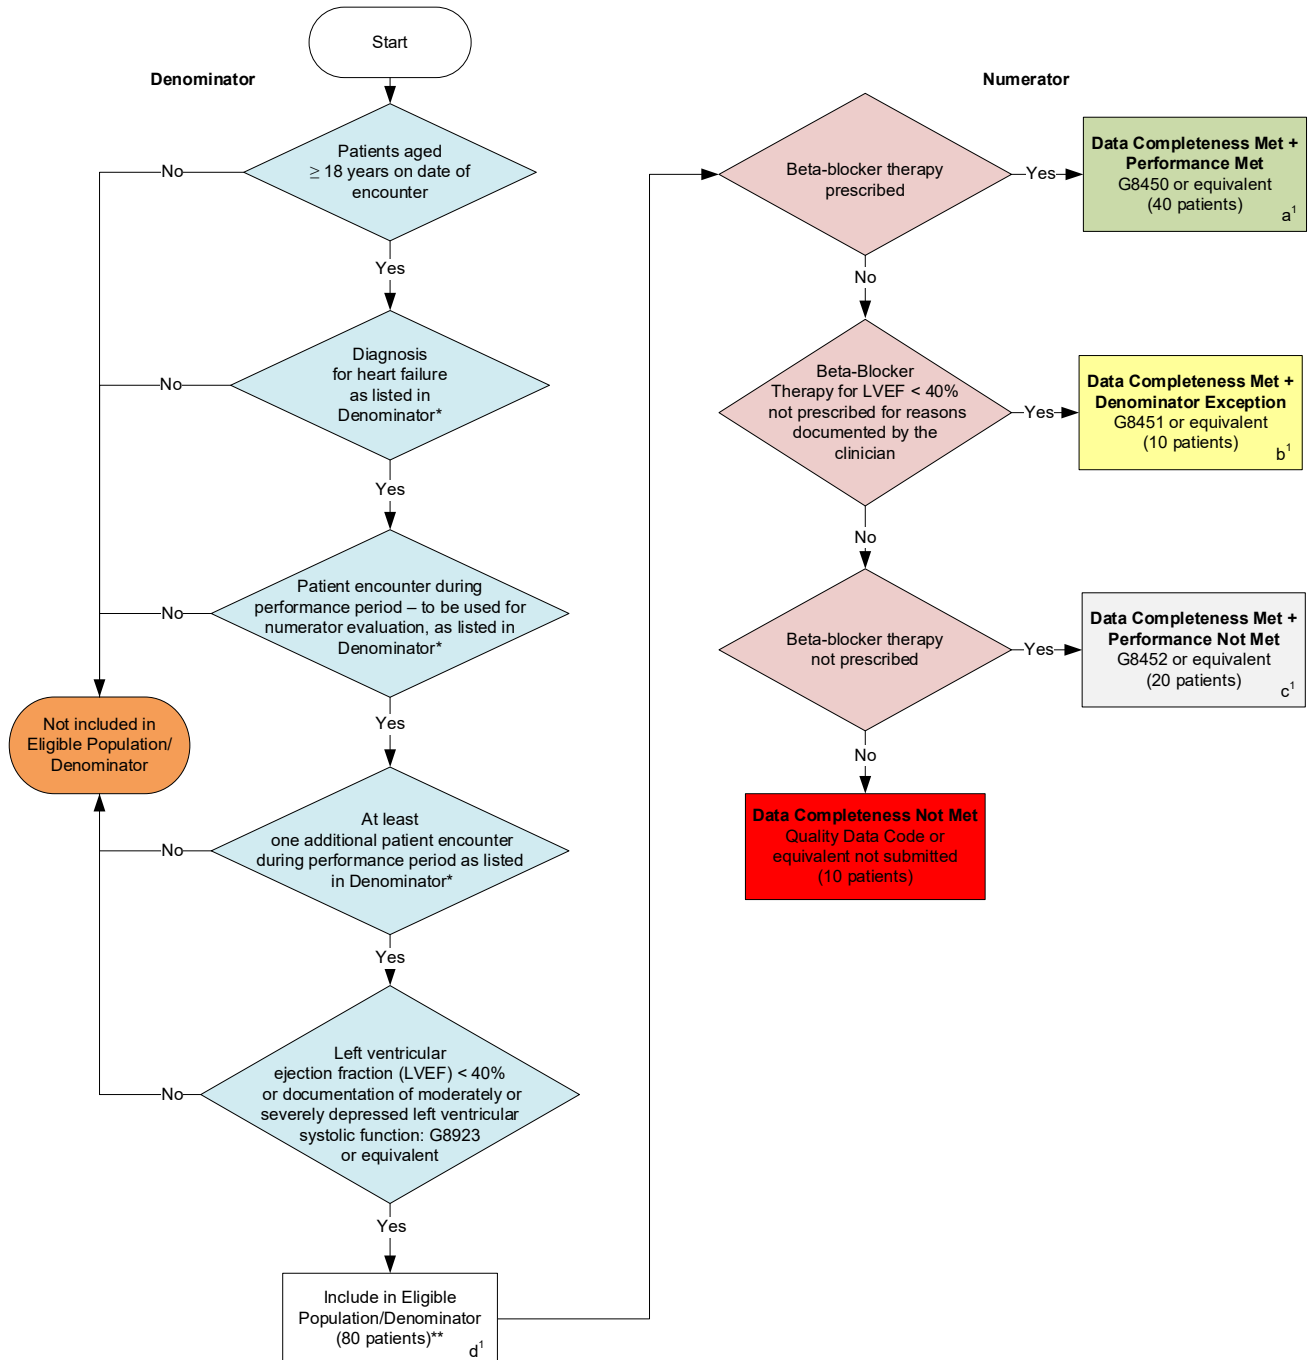 Start
Denominator
Patients aged
≥ 18 years on date of
encounter
No
Yes
Diagnosis
for heart failure
as listed in
Denominator*
No
Yes
Patient encounter during
performance period – to be used for
numerator evaluation, as listed in
Denominator*
No
Yes
Not included in
Eligible Population/
Denominator
At least
one additional patient encounter
during performance period as listed
in Denominator*
No
Yes
Left ventricular
ejection fraction (LVEF) < 40%
or documentation of moderately or
severely depressed left ventricular
systolic function: G8923
or equivalent
No
Yes
Include in Eligible
Population/Denominator
(80 patients)**
d¹
Numerator
Beta-blocker therapy
prescribed
Yes
Data Completeness Met +
Performance Met
G8450 or equivalent
(40 patients)
a¹
No
Beta-Blocker
Therapy for LVEF < 40%
not prescribed for reasons
documented by the
clinician
Yes
Data Completeness Met +
Denominator Exception
G8451 or equivalent
(10 patients)
b¹
No
Beta-blocker therapy
not prescribed
Yes
Data Completeness Met +
Performance Not Met
G8452 or equivalent
(20 patients)
c¹
No
Data Completeness Not Met
Quality Data Code or
equivalent not submitted
(10 patients)